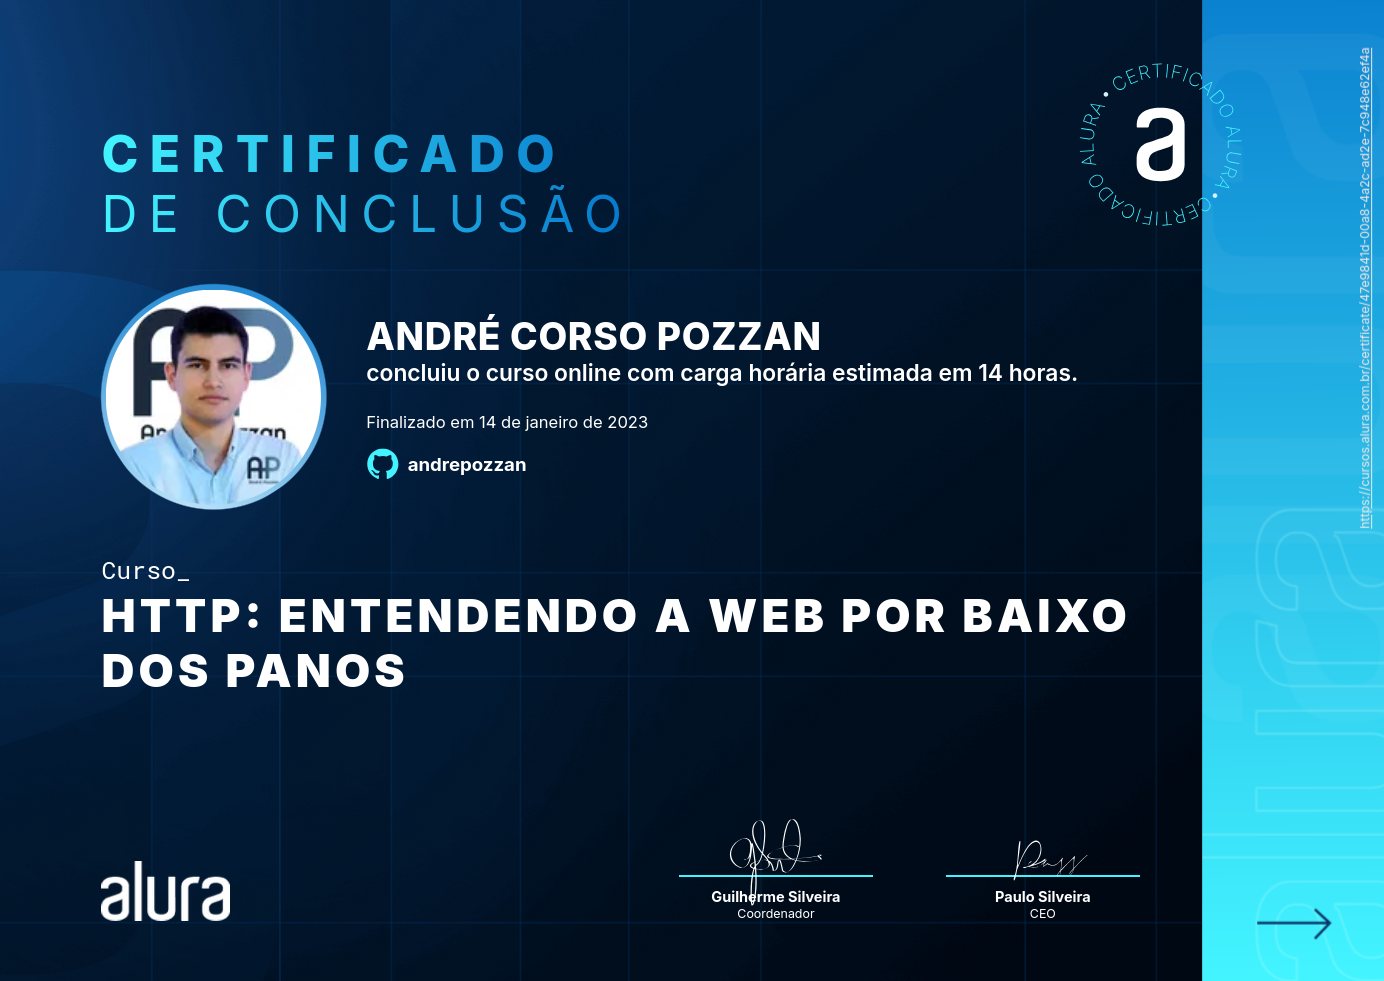 CERTIFICADO
DE CONCLUSÃO
CERTIFICADO ALURA • CERTIFICADO ALURA •
a
ANDRÉ CORSO POZZAN
concluiu o curso online com carga horária estimada em 14 horas.
Finalizado em 14 de janeiro de 2023
andrepozzan
AP
Curso_
HTTP: ENTENDENDO A WEB POR BAIXO
DOS PANOS
alura
Guilherme Silveira
Coordenador
Paulo Silveira
CEO
https://cursos.alura.com.br/certificate/47e9841d-00a8-4a2c-ad2e-7c948e62ef4a
alura